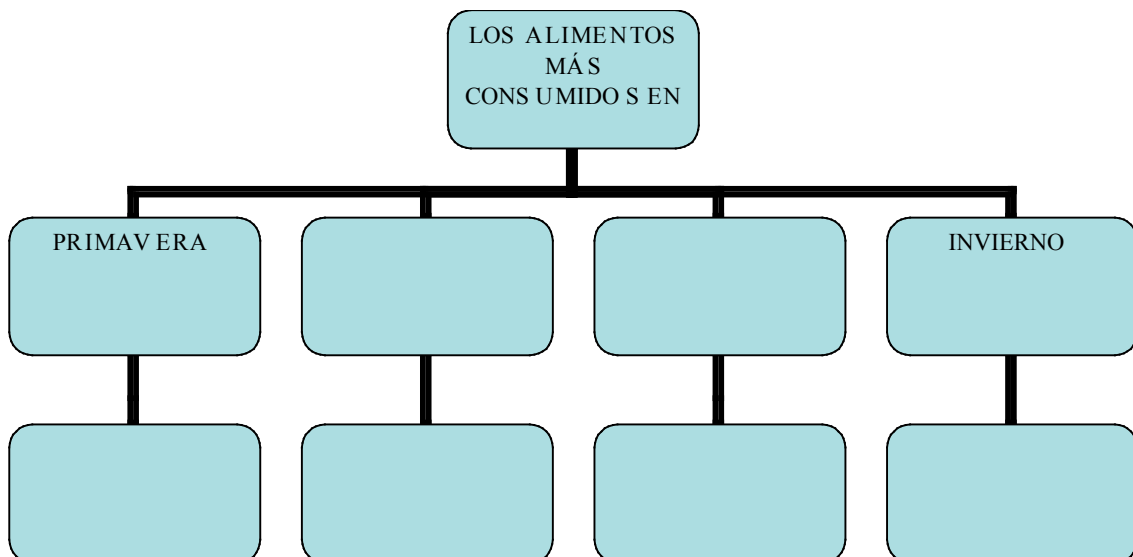 LOS ALIMENTOS
MÁS
CONSUMIDOS EN
PRIMAVERA
INVIERNO